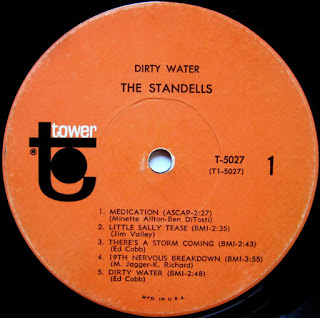 DIRTY WATER
THE STANDELLS
tower
®
T-5027
(T1-5027)
1
1. MEDICATION (ASCAP-2:27)
(Minette Allton-Ben DiTosti)
2. LITTLE SALLY TEASE (BMI-2:35)
(Jim Valley)
3. THERE'S A STORM COMING (BMI-2:43)
(Ed Cobb)
4. 19TH NERVOUS BREAKDOWN (BMI-3:55)
(M. Jagger-K. Richard)
5. DIRTY WATER (BMI-2:48)
(Ed Cobb)
MFD. IN U.S.A.